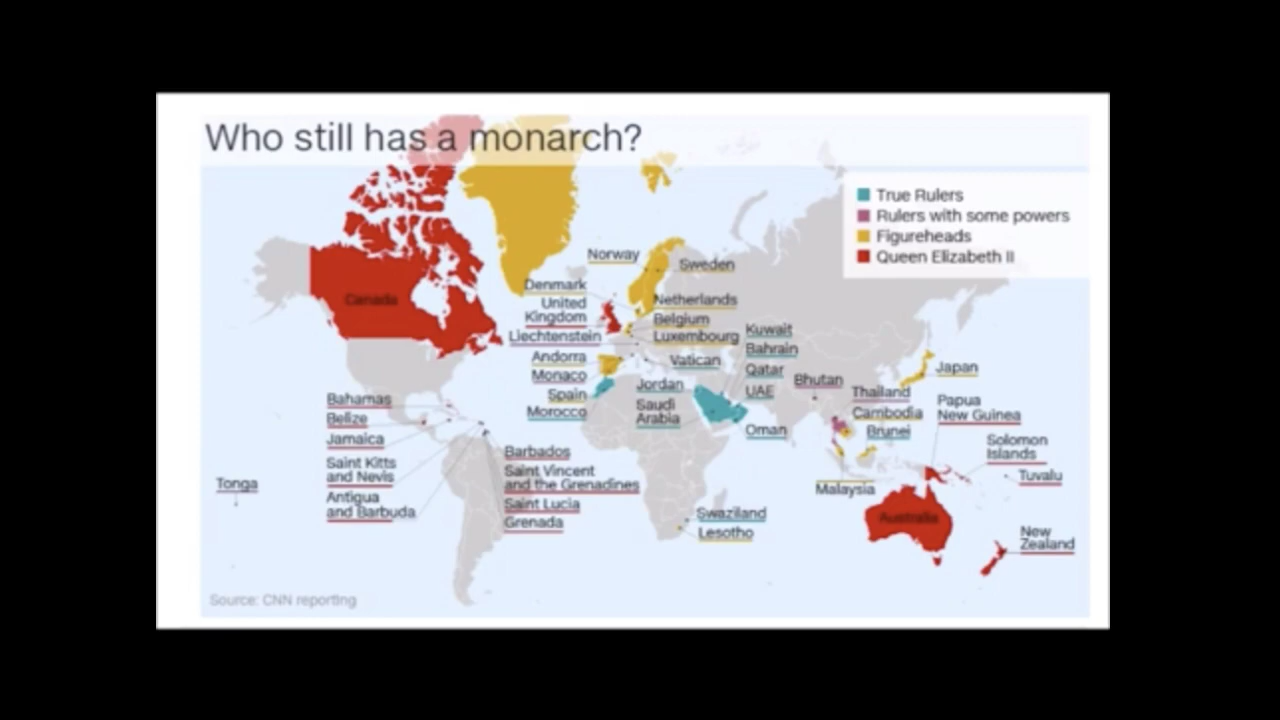 Who still has a monarch?
True Rulers
Rulers with some powers
Figureheads
Queen Elizabeth II
Canada
Norway
Sweden
Denmark
United
Kingdom
Netherlands
Belgium
Luxembourg
Liechtenstein
Andorra
Monaco
Spain
Morocco
Vatican
Jordan
Saudi
Arabia
Kuwait
Bahrain
Qatar
UAE
Oman
Bhutan
Thailand
Cambodia
Brunei
Malaysia
Japan
Papua
New Guinea
Solomon
Islands
Tuvalu
Australia
New
Zealand
Bahamas
Belize
Jamaica
Saint Kitts
and Nevis
Antigua
and Barbuda
Barbados
Saint Vincent
and the Grenadines
Saint Lucia
Grenada
Tonga
Swaziland
Lesotho
Source: CNN reporting